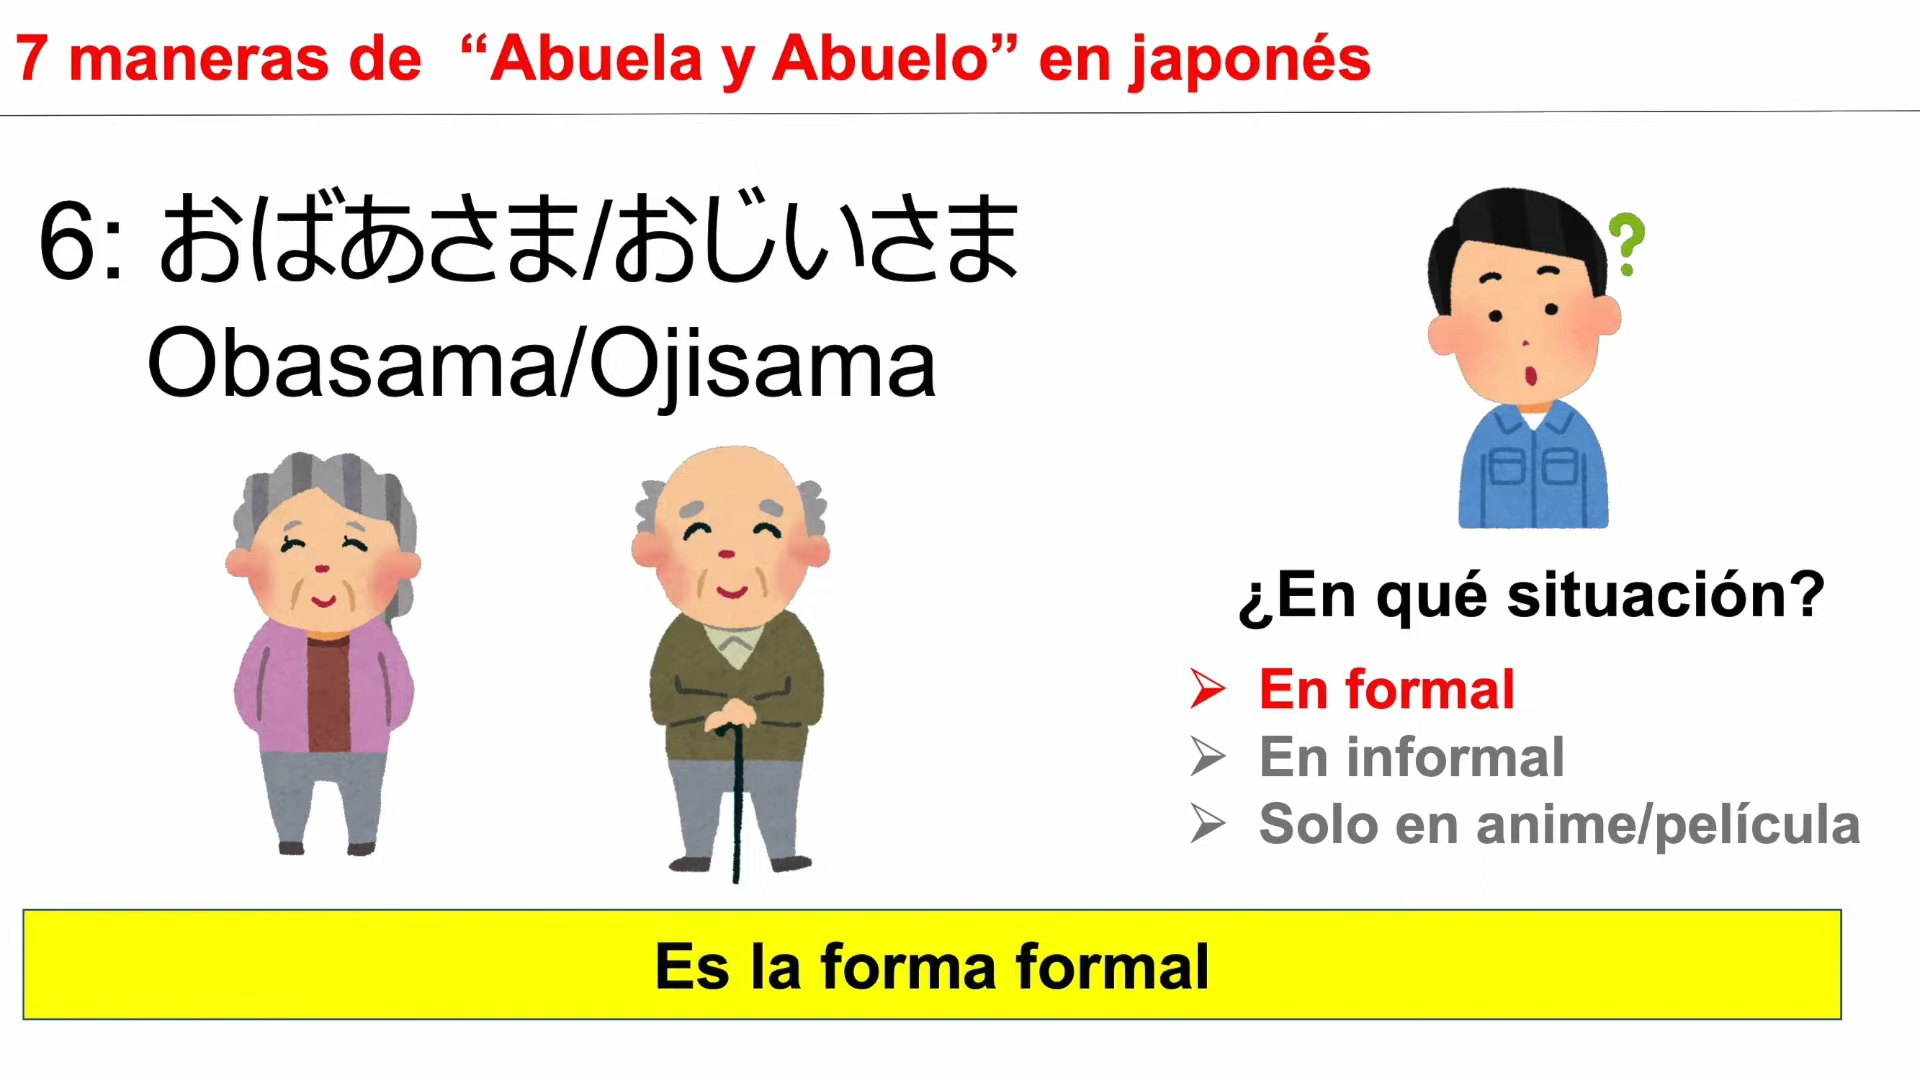 7 maneras de “Abuela y Abuelo” en japonés
6: おばあさま/おじいさま
Obasama/Ojisama
?
¿En qué situación?
➢ En formal
➢ En informal
➢ Solo en anime/película
Es la forma formal